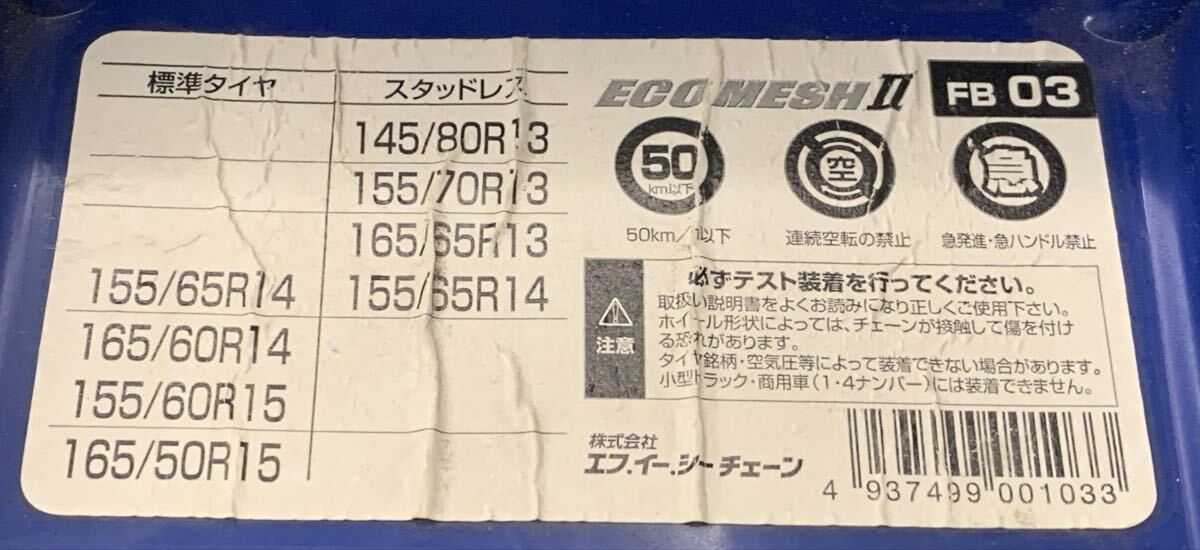 標準タイヤ スタッドレス
145/80R13
155/70R13
165/65R13
155/65R14 155/65R14
165/60R14
155/60R15
165/50R15
ECOMESH II FB 03
50
km以下
空
急
50km/h以下 連続空転の禁止 急発進・急ハンドル禁止
注意
必ずテスト装着を行ってください。
取扱い説明書をよくお読みになり正しくご使用下さい。
ホイール形状によっては、チェーンが接触して傷を付け
る恐れがあります。
タイヤ銘柄・空気圧等によって装着できない場合があります。
小型トラック・商用車(1・4ナンバー)には装着できません。
株式会社
エフ.イー.シーチェーン
4 937499 001033